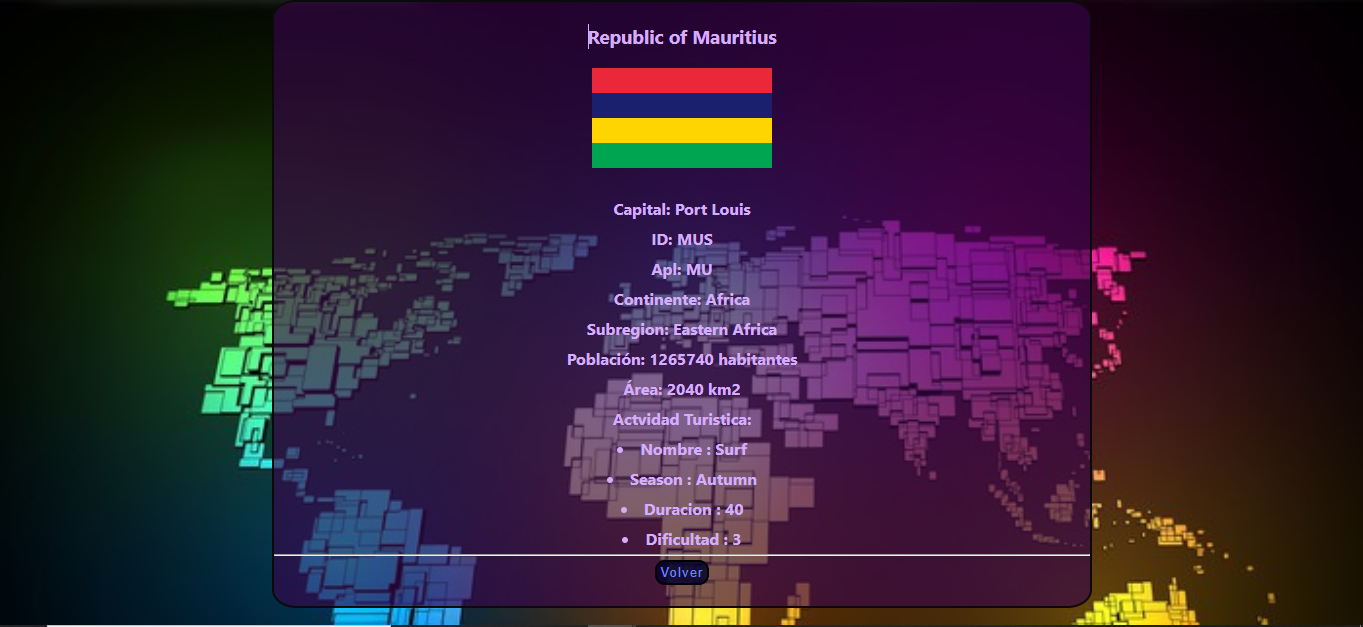 Republic of Mauritius
Capital: Port Louis
ID: MUS
Apl: MU
Continente: Africa
Subregion: Eastern Africa
Población: 1265740 habitantes
Área: 2040 km2
Actvidad Turistica:
• Nombre : Surf
• Season : Autumn
• Duracion : 40
• Dificultad : 3
Volver